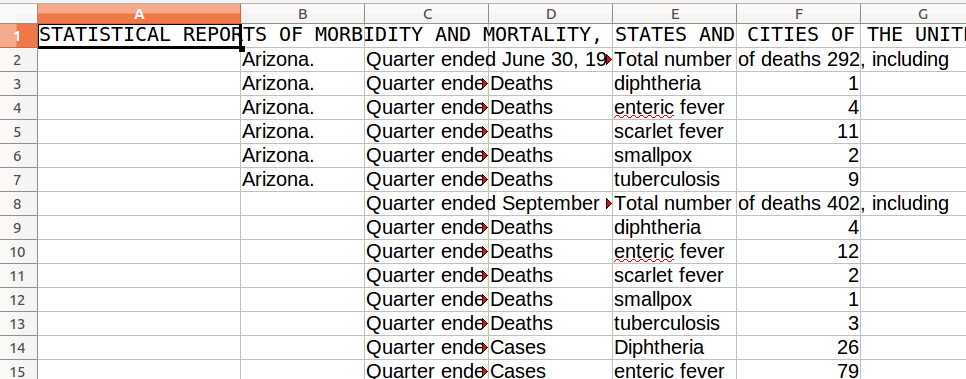 A B C D E F G
1 STATISTICAL REPORTS OF MORBIDITY AND MORTALITY, STATES AND CITIES OF THE UNIT
2 Arizona. Quarter ended June 30, 19 Total number of deaths 292, including
3 Arizona. Quarter ende Deaths diphtheria 1
4 Arizona. Quarter ende Deaths enteric fever 4
5 Arizona. Quarter ende Deaths scarlet fever 11
6 Arizona. Quarter ende Deaths smallpox 2
7 Arizona. Quarter ende Deaths tuberculosis 9
8 Quarter ended September Total number of deaths 402, including
9 Quarter ende Deaths diphtheria 4
10 Quarter ende Deaths enteric fever 12
11 Quarter ende Deaths scarlet fever 2
12 Quarter ende Deaths smallpox 1
13 Quarter ende Deaths tuberculosis 3
14 Quarter ende Cases Diphtheria 26
15 Quarter ende Cases enteric fever 79